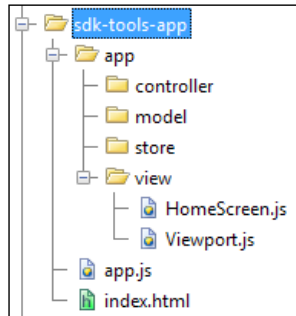 sdk-tools-app
app
controller
model
store
view
HomeScreen.js
Viewport.js
app.js
index.html